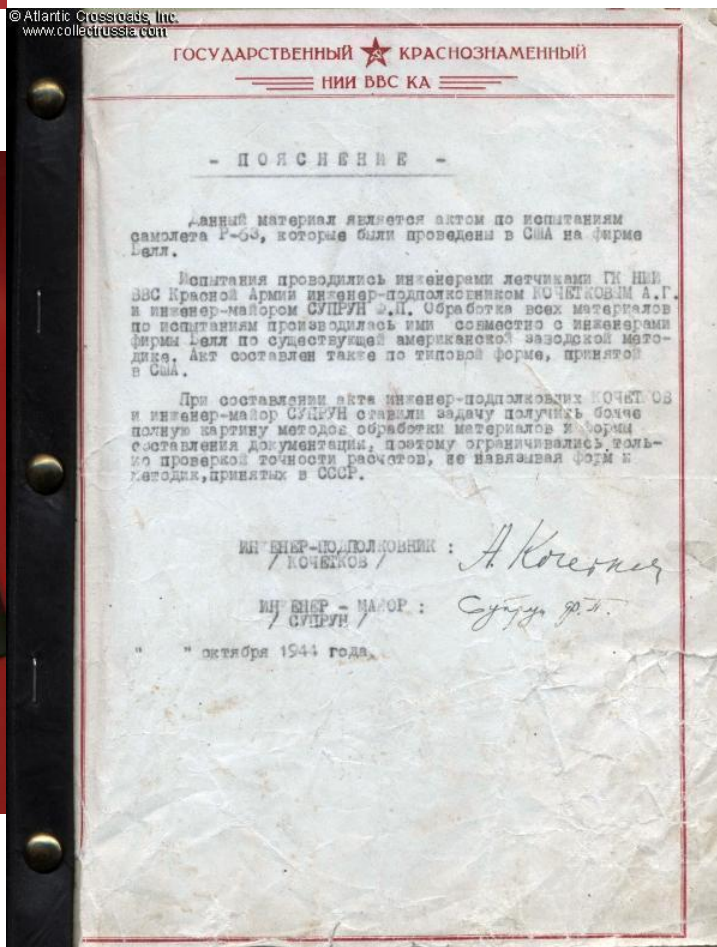 © Atlantic Crossroads, Inc.
www.collectrussia.com
ГОСУДАРСТВЕННЫЙ КРАСНОЗНАМЕННЫЙ
НИИ ВВС КА
- ПОЯСНЕНИЕ -
Данный материал является актом по испытаниям
самолета Р-63, которые были проведены в США на фирме
Белл.
Испытания проводились инженерами летчиками ГК НИИ
ВВС Красной Армии инженер-подполковником КОЧЕТКОВЫМ А.Г.
и инженер-майором СУПРУН Ф.П. Обработка всех материалов
по испытаниям производилась ими совместно с инженерами
фирмы Белл по существующей американской заводской мето-
дике. Акт составлен также по типовой форме, принятой
в США.
При составлении акта инженер-подполковник КОЧЕТКОВ
и инженер-майор СУПРУН ставили задачу получить более
полную картину методов обработки материалов и формы
составления документации, поэтому ограничивались толь-
ко проверкой точности расчетов, не навязывая форм и
методик, принятых в СССР.
ИНЖЕНЕР-ПОДПОЛКОВНИК :
/ КОЧЕТКОВ /
А. Кочетков
ИНЖЕНЕР - МАЙОР :
/ СУПРУН /
Супрун Ф.П.
" " октября 1944 года.